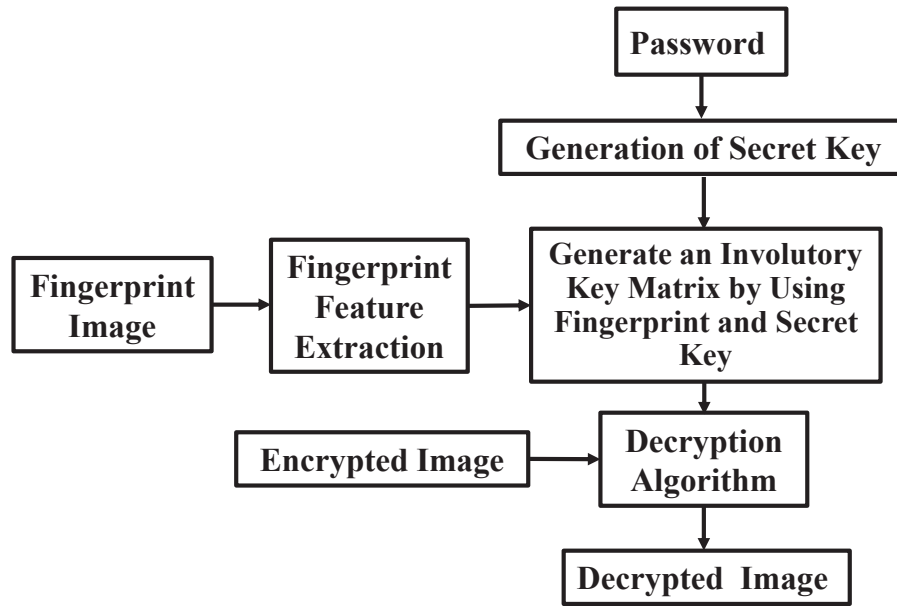 Password
Generation of Secret Key
Fingerprint
Image
Fingerprint
Feature
Extraction
Generate an Involutory
Key Matrix by Using
Fingerprint and Secret
Key
Encrypted Image
Decryption
Algorithm
Decrypted Image